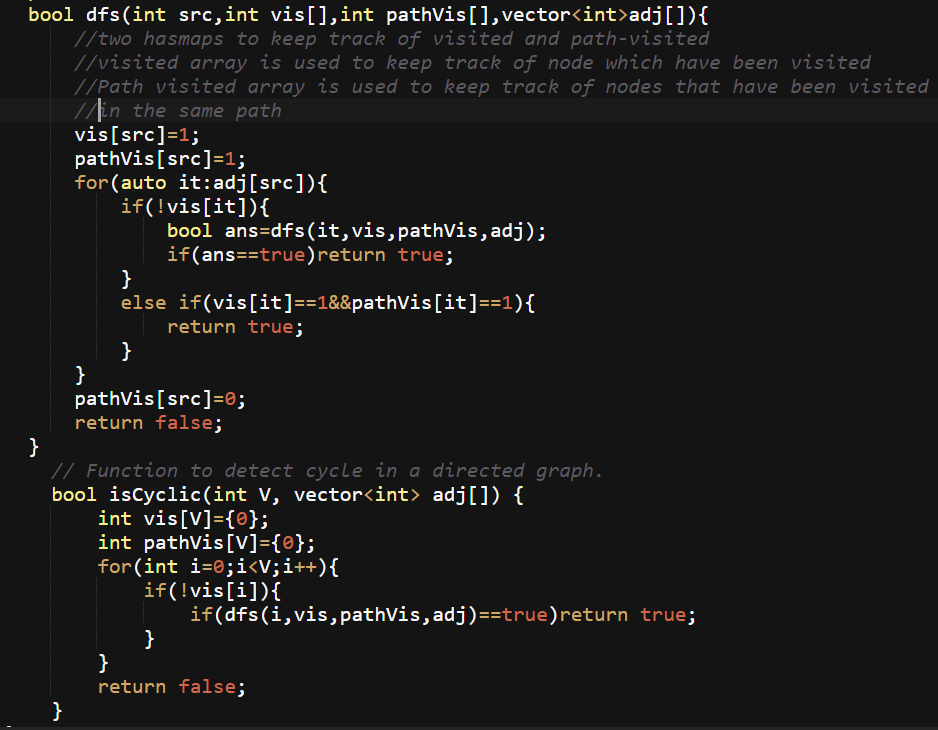 bool dfs(int src,int vis[],int pathVis[],vector<int>adj[]){
//two hasmaps to keep track of visited and path-visited
//visited array is used to keep track of node which have been visited
//Path visited array is used to keep track of nodes that have been visited
//in the same path
vis[src]=1;
pathVis[src]=1;
for(auto it:adj[src]){
if(!vis[it]){
bool ans=dfs(it,vis,pathVis,adj);
if(ans==true)return true;
}
else if(vis[it]==1&&pathVis[it]==1){
return true;
}
}
pathVis[src]=0;
return false;
}
// Function to detect cycle in a directed graph.
bool isCyclic(int V, vector<int> adj[]) {
int vis[V]={0};
int pathVis[V]={0};
for(int i=0;i<V;i++){
if(!vis[i]){
if(dfs(i,vis,pathVis,adj)==true)return true;
}
}
return false;
}